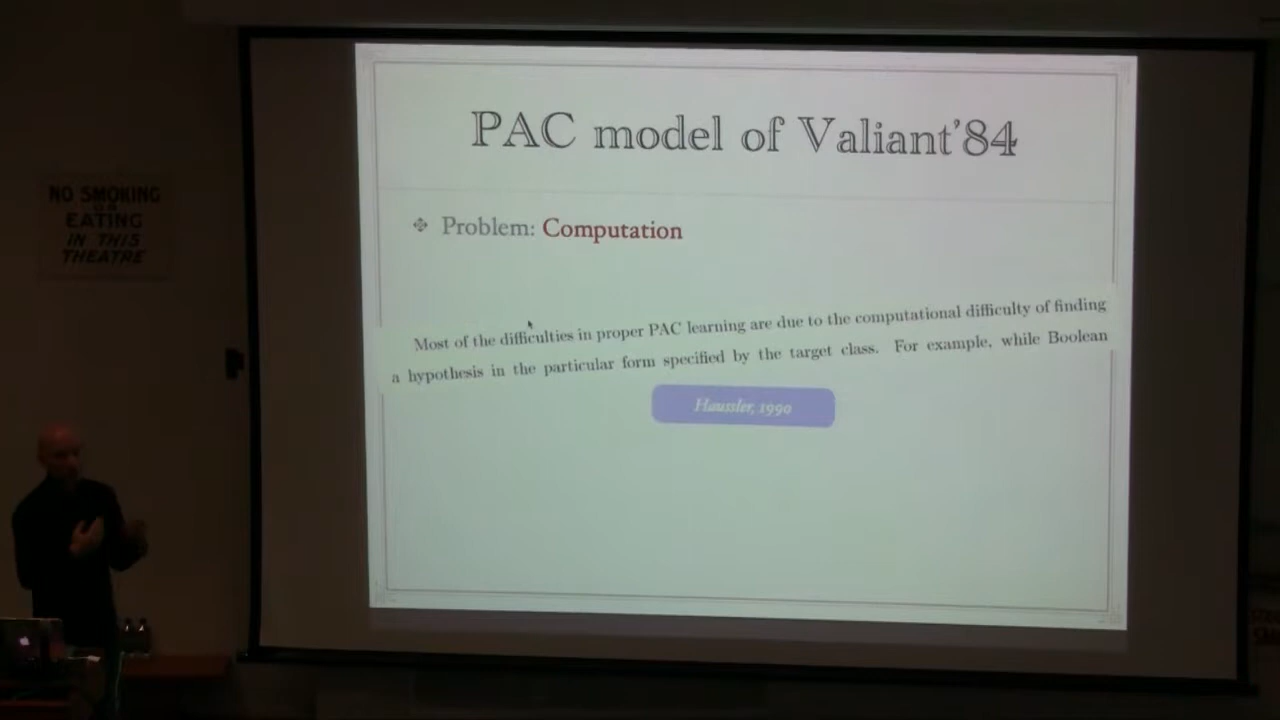 NO SMOKING
OR
EATING
IN THIS
THEATRE
PAC model of Valiant'84
Problem: Computation
Most of the difficulties in proper PAC learning are due to the computational difficulty of finding
a hypothesis in the particular form specified by the target class. For example, while Boolean
Haussler, 1990